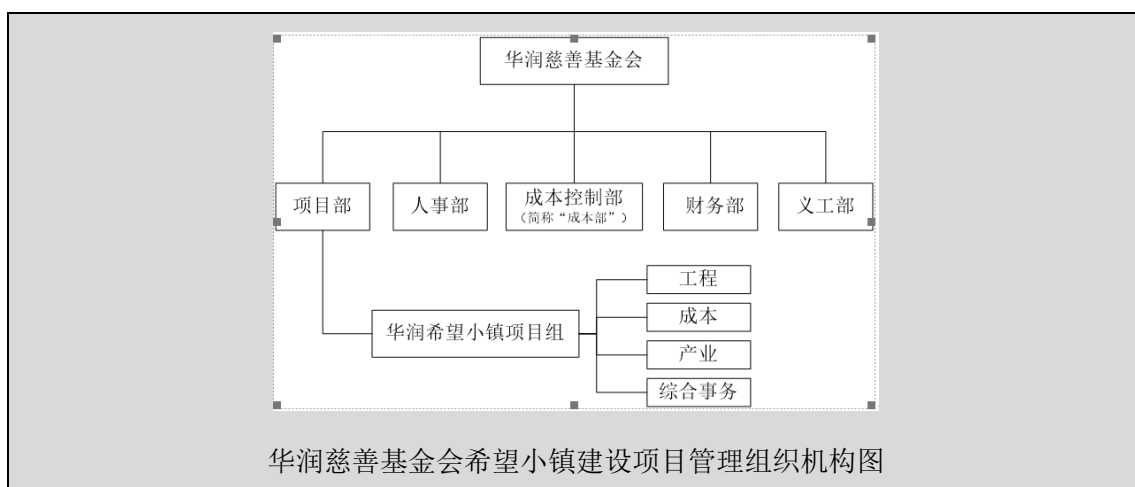 华润慈善基金会
项目部
人事部
成本控制部
（简称“成本部”）
财务部
义工部
华润希望小镇项目组
工程
成本
产业
综合事务
华润慈善基金会希望小镇建设项目管理组织机构图